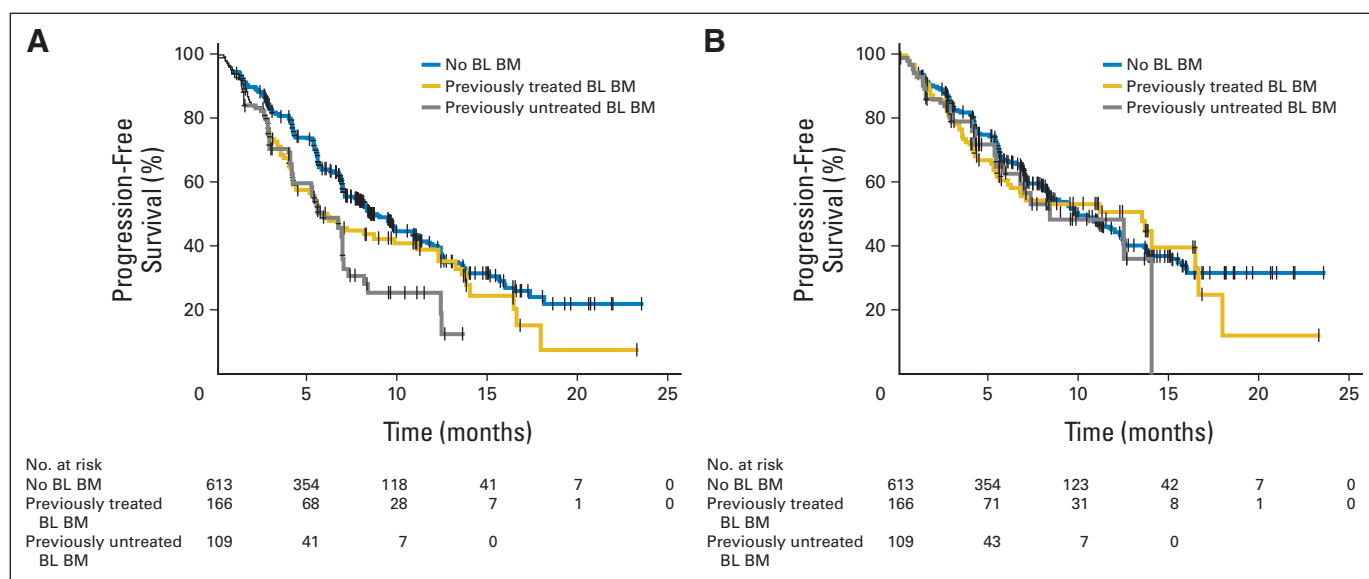 A
100
80
60
40
20
Progression-Free
Survival (%)
No BL BM
Previously treated BL BM
Previously untreated BL BM
0 5 10 15 20 25
Time (months)
No. at risk
No BL BM 613 354 118 41 7 0
Previously treated 166 68 28 7 1 0
BL BM
Previously untreated 109 41 7 0
BL BM
B
100
80
60
40
20
Progression-Free
Survival (%)
No BL BM
Previously treated BL BM
Previously untreated BL BM
0 5 10 15 20 25
Time (months)
No. at risk
No BL BM 613 354 123 42 7 0
Previously treated 166 71 31 8 1 0
BL BM
Previously untreated 109 43 7 0
BL BM